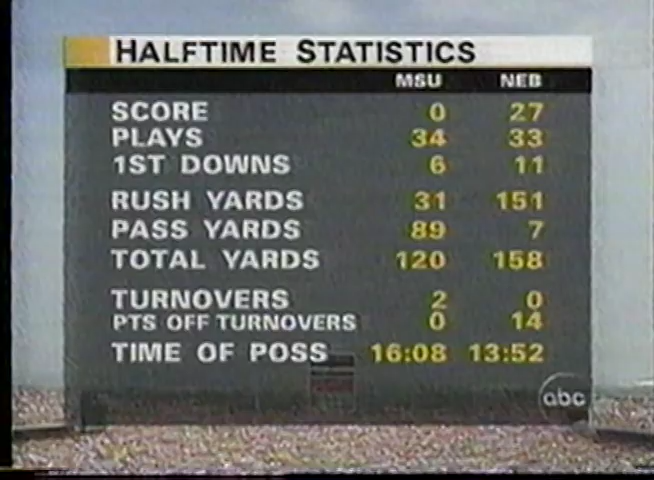 HALFTIME STATISTICS
MSU NEB
SCORE 0 27
PLAYS 34 33
1ST DOWNS 6 11
RUSH YARDS 31 151
PASS YARDS 89 7
TOTAL YARDS 120 158
TURNOVERS 2 0
PTS OFF TURNOVERS 0 14
TIME OF POSS 16:08 13:52
abc